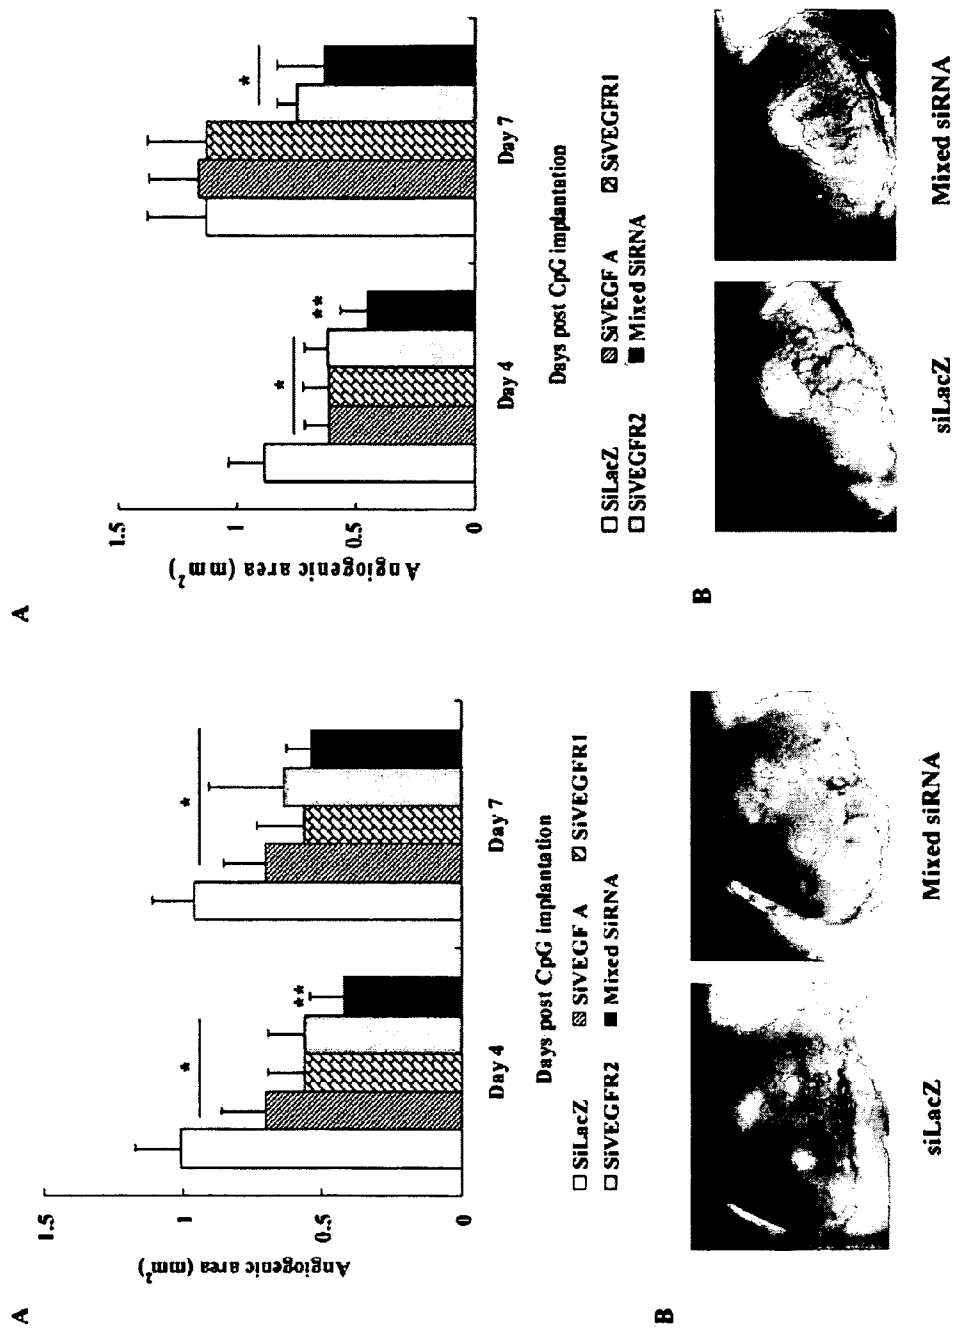 A
Angiogenic area (mm²)
1.5
1
0.5
0
* ** *
Day 4 Day 7
Days post CpG implantation
SiLacZ SiVEGF A SiVEGFR1
SiVEGFR2 Mixed SiRNA
B
siLacZ Mixed siRNA
A
Angiogenic area (mm²)
1.5
1
0.5
0
* ** *
Day 4 Day 7
Days post CpG implantation
SiLacZ SiVEGF A SiVEGFR1
SiVEGFR2 Mixed SiRNA
B
siLacZ Mixed siRNA